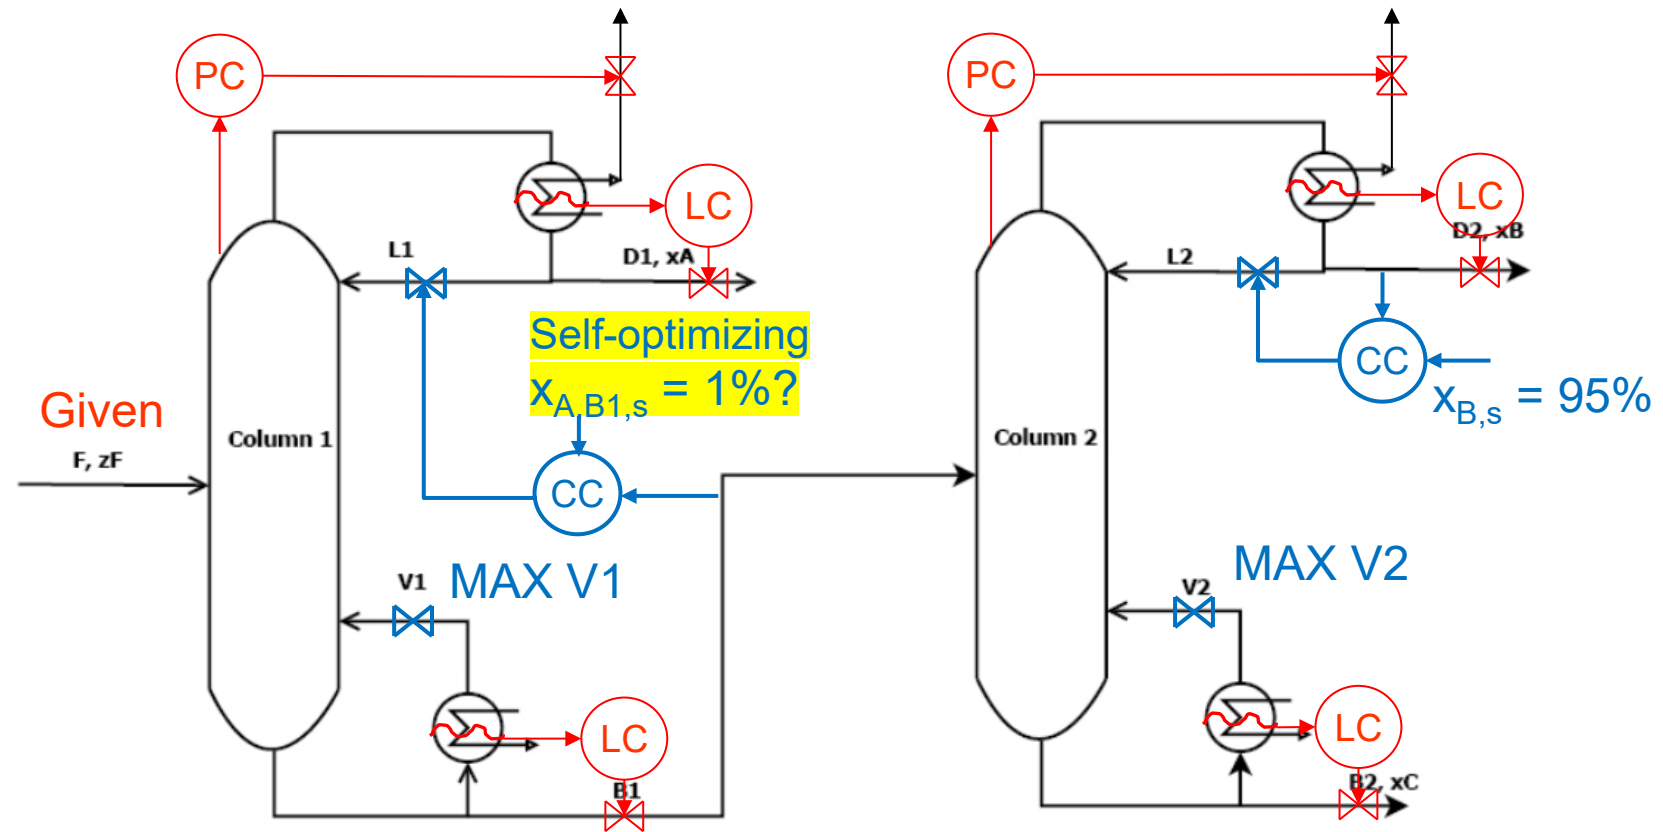 PC
PC
LC
LC
L1
D1, xA
L2
D2, xB
Self-optimizing
xA,B1,s = 1%?
CC
xB,s = 95%
Given
F, zF
Column 1
Column 2
CC
V1
MAX V1
V2
MAX V2
LC
LC
B1
B2, xC